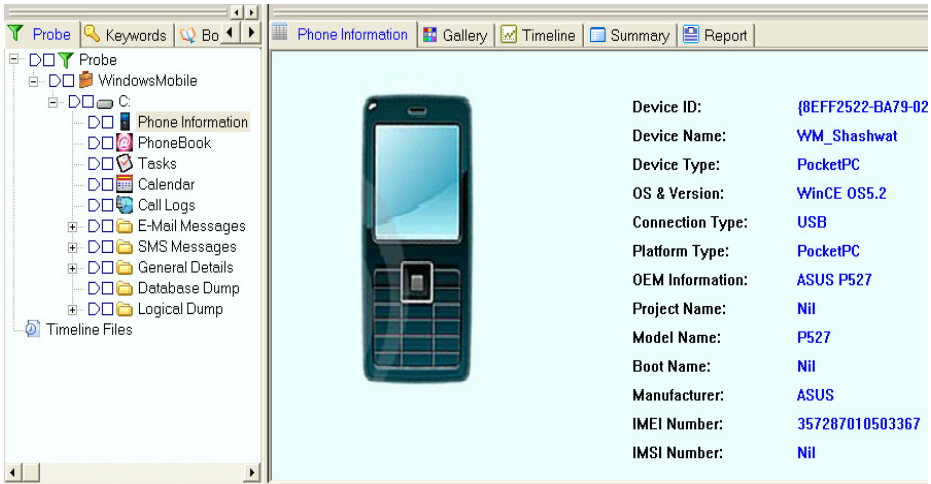 Probe Keywords Bo
Probe
WindowsMobile
C:
Phone Information
PhoneBook
Tasks
Calendar
Call Logs
E-Mail Messages
SMS Messages
General Details
Database Dump
Logical Dump
Timeline Files
Phone Information Gallery Timeline Summary Report
Device ID: {8EFF2522-BA79-02
Device Name: WM_Shashwat
Device Type: PocketPC
OS & Version: WinCE OS5.2
Connection Type: USB
Platform Type: PocketPC
OEM Information: ASUS P527
Project Name: Nil
Model Name: P527
Boot Name: Nil
Manufacturer: ASUS
IMEI Number: 357287010503367
IMSI Number: Nil